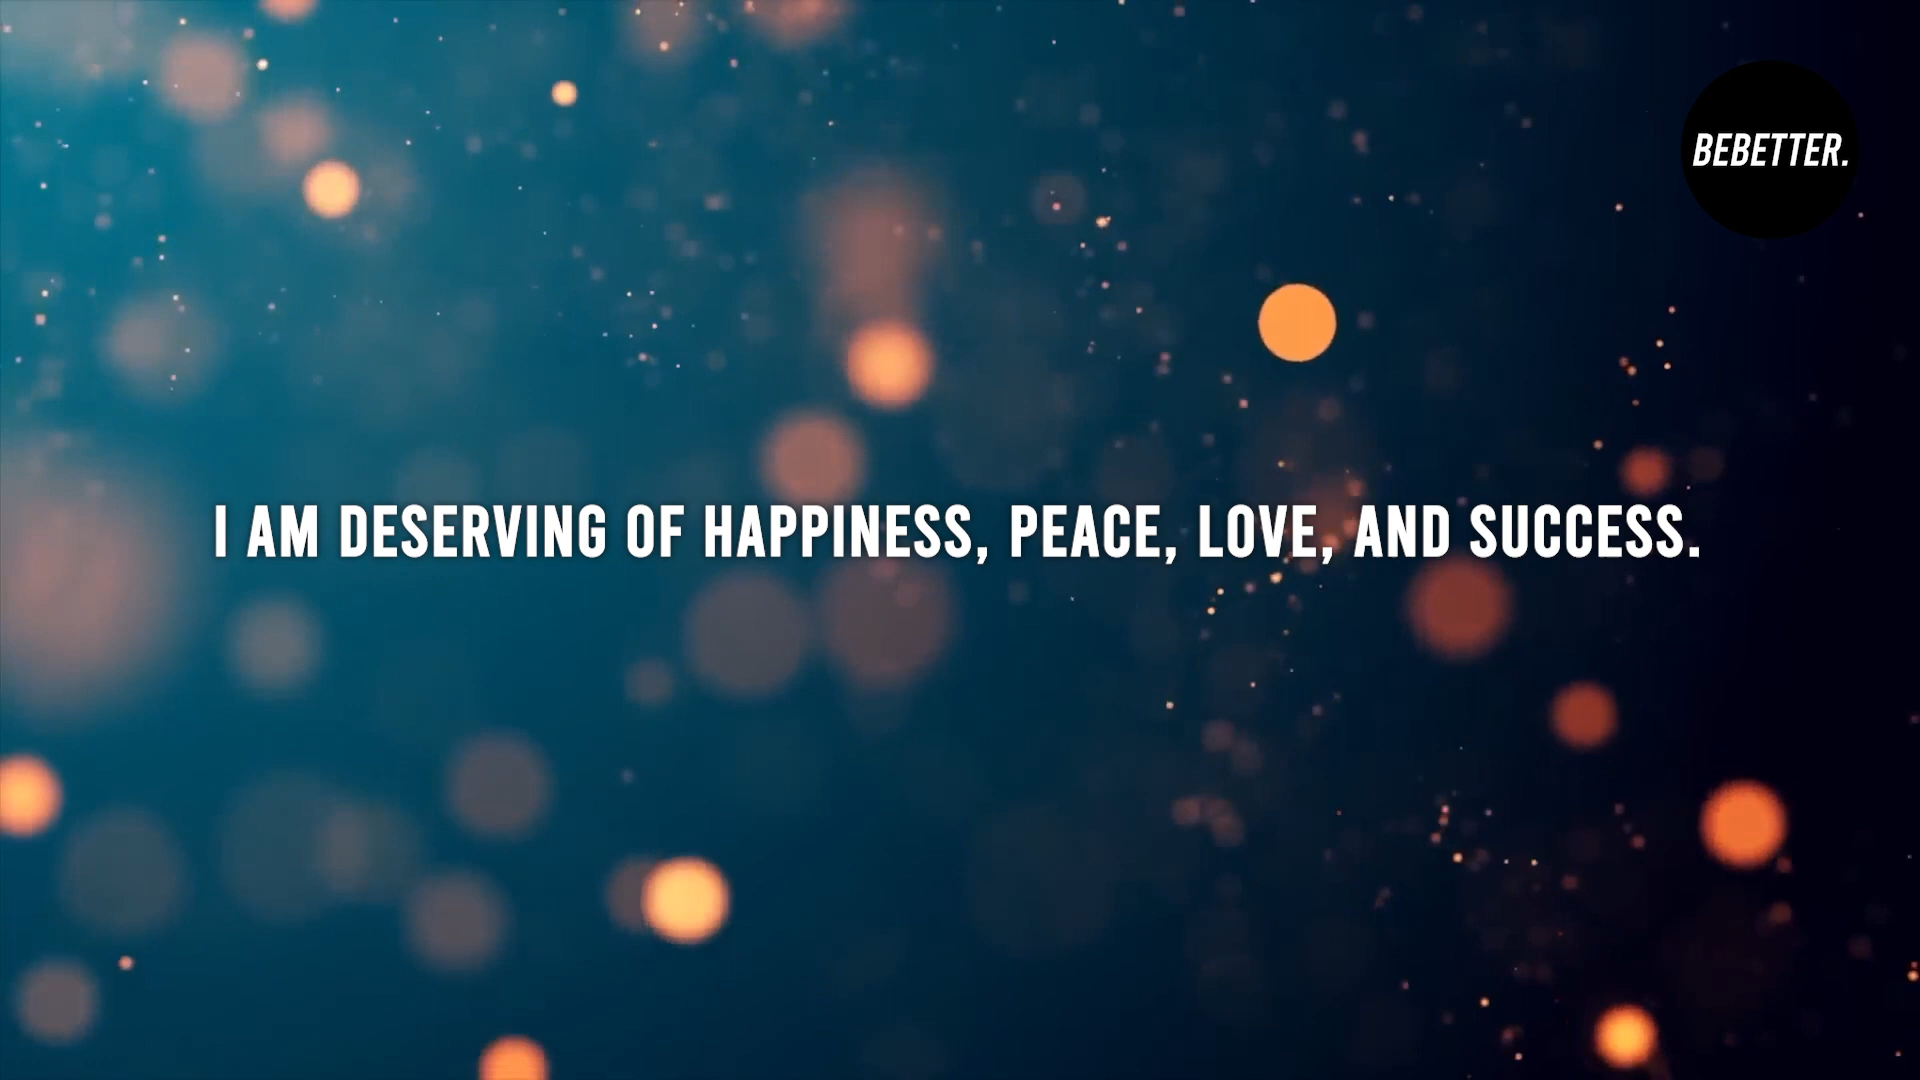 BEBETTER.
I AM DESERVING OF HAPPINESS, PEACE, LOVE, AND SUCCESS.